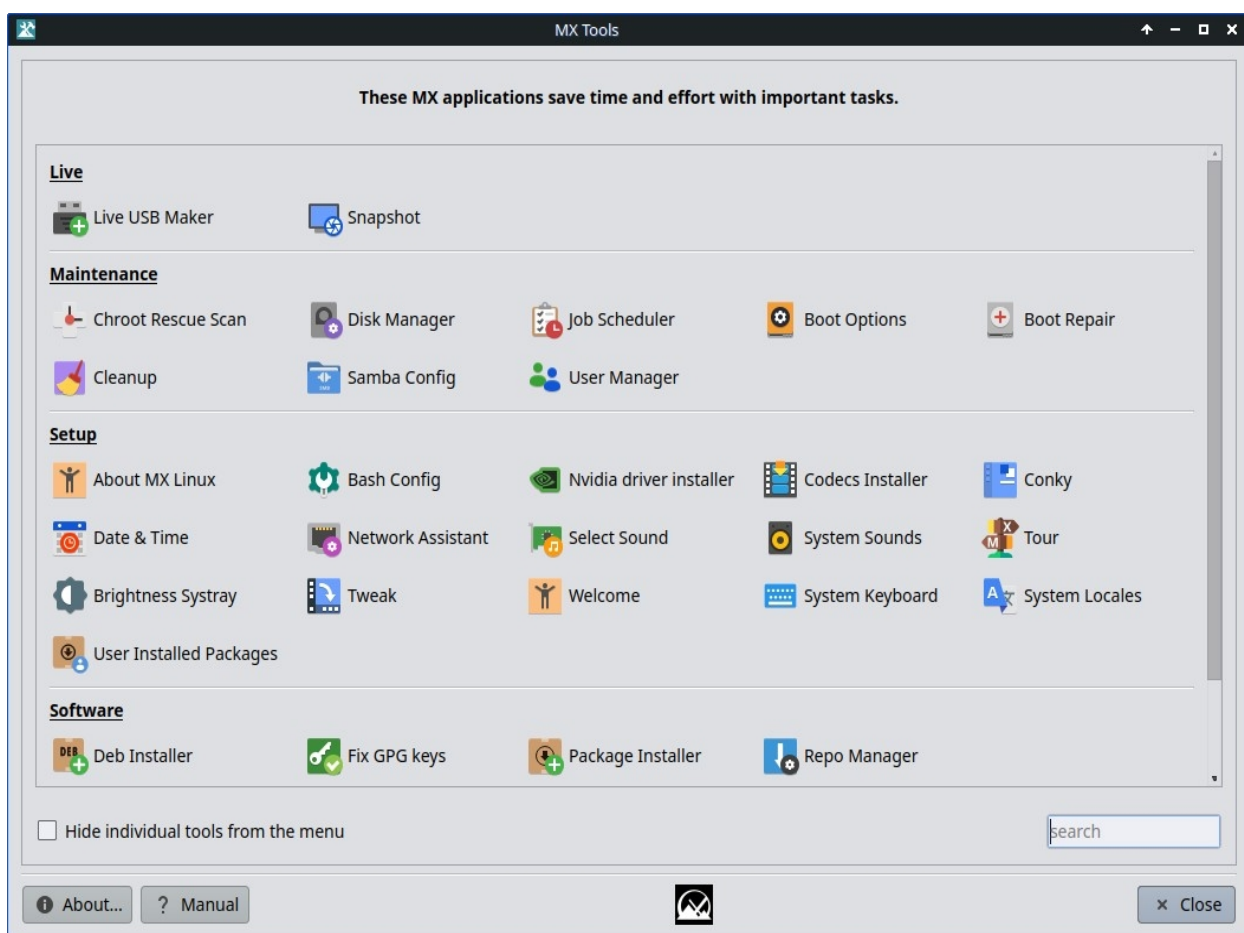 MX Tools
These MX applications save time and effort with important tasks.
Live
Live USB Maker Snapshot
Maintenance
Chroot Rescue Scan Disk Manager Job Scheduler Boot Options Boot Repair
Cleanup Samba Config User Manager
Setup
About MX Linux Bash Config Nvidia driver installer Codecs Installer Conky
Date & Time Network Assistant Select Sound System Sounds Tour
Brightness Systray Tweak Welcome System Keyboard System Locales
User Installed Packages
Software
Deb Installer Fix GPG keys Package Installer Repo Manager
Hide individual tools from the menu search
About... ? Manual Close